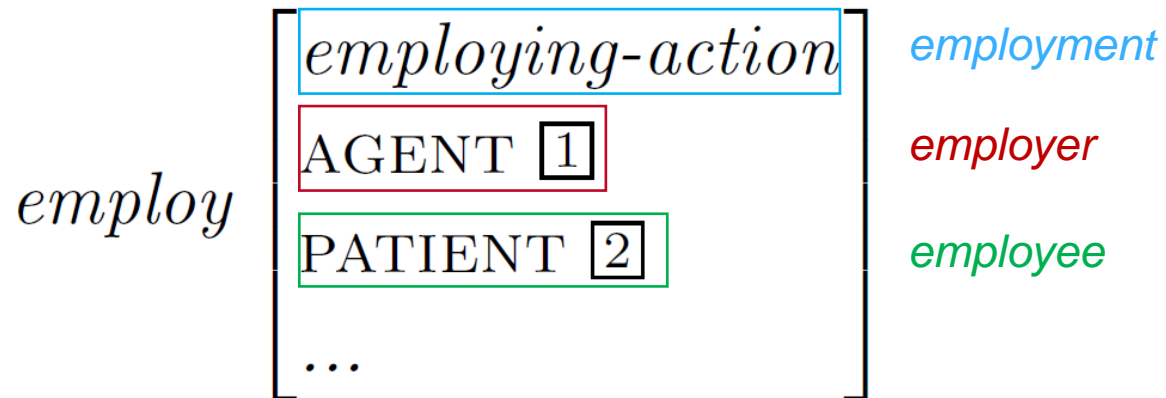 employing-action employment
AGENT 1 employer
employ
PATIENT 2 employee
...